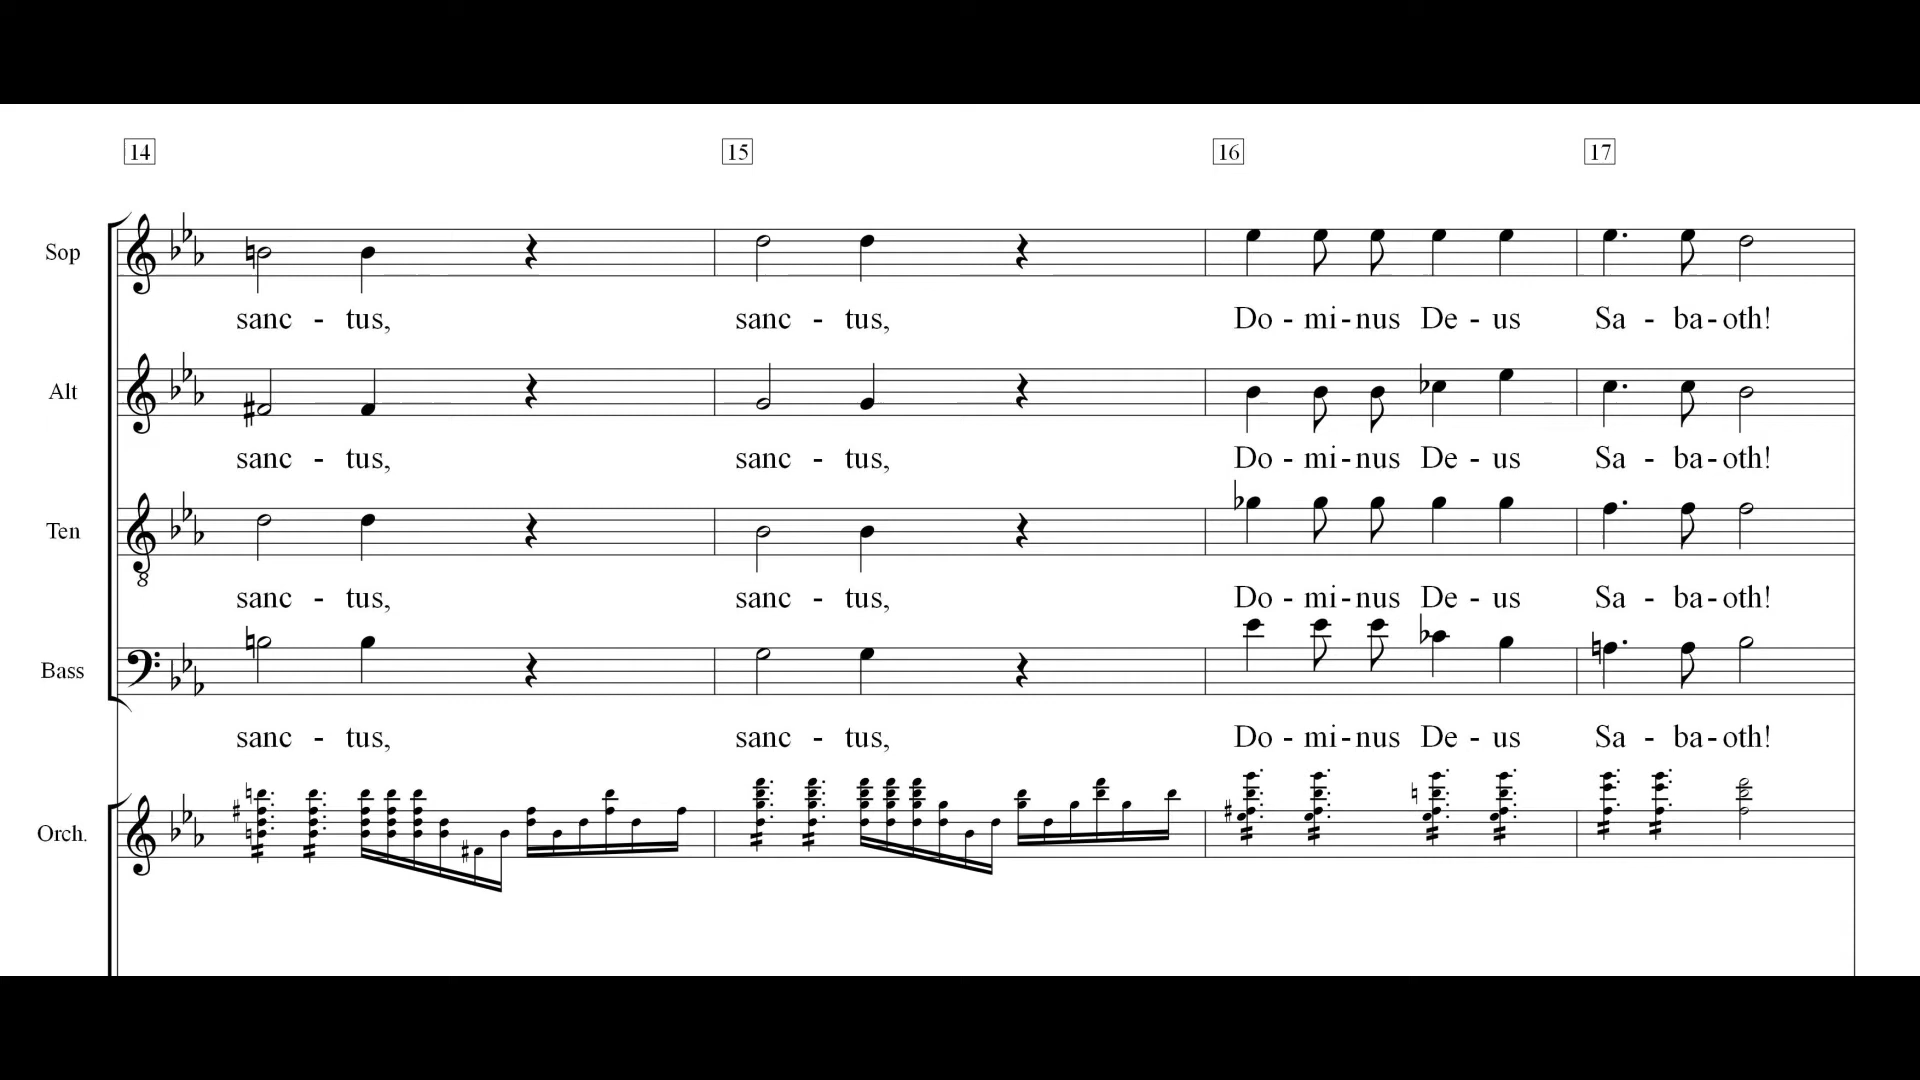 14 15 16 17
Sop
sanc - tus, sanc - tus, Do - mi - nus De - us Sa - ba - oth!
Alt
sanc - tus, sanc - tus, Do - mi - nus De - us Sa - ba - oth!
Ten
8
sanc - tus, sanc - tus, Do - mi - nus De - us Sa - ba - oth!
Bass
sanc - tus, sanc - tus, Do - mi - nus De - us Sa - ba - oth!
Orch.